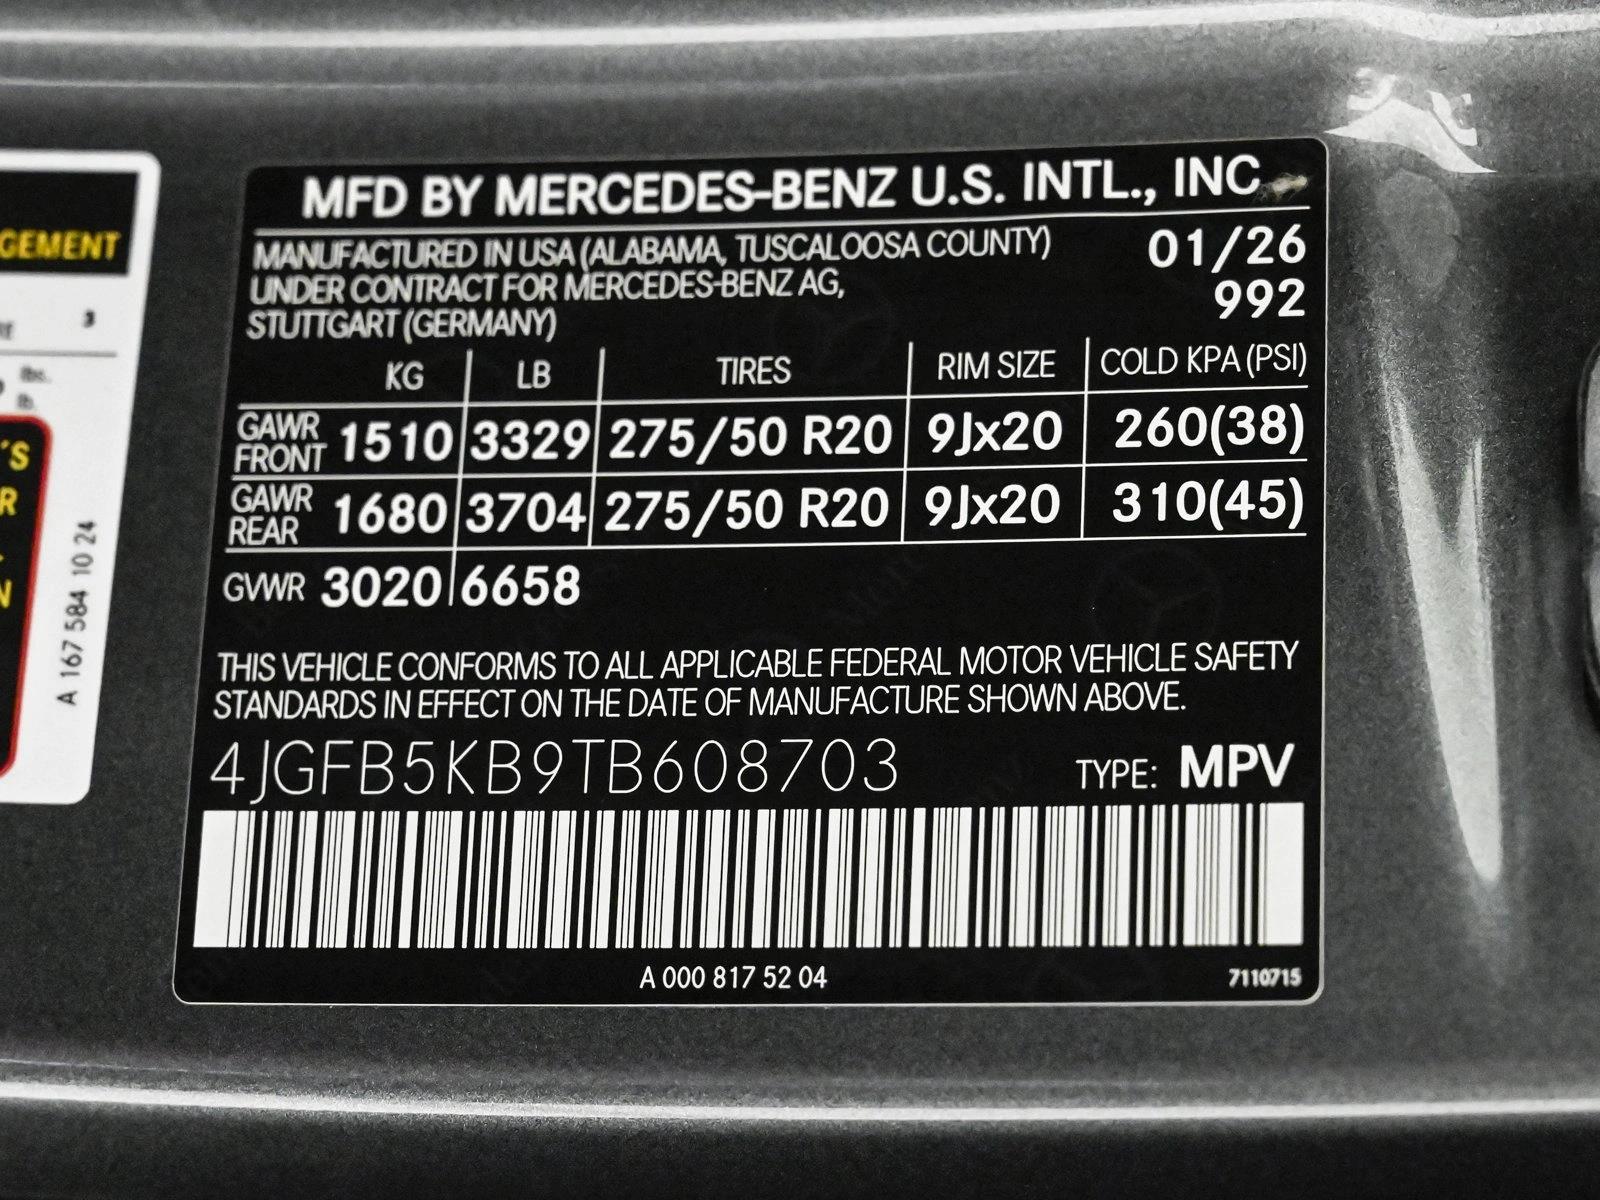 GEMENT
3
lbs.
lb.
´S
R
N
A 167 584 10 24
MFD BY MERCEDES-BENZ U.S. INTL., INC
MANUFACTURED IN USA (ALABAMA, TUSCALOOSA COUNTY) 01/26
UNDER CONTRACT FOR MERCEDES-BENZ AG, 992
STUTTGART (GERMANY)
KG LB TIRES RIM SIZE COLD KPA (PSI)
GAWR FRONT 1510 3329 275/50 R20 9Jx20 260(38)
GAWR REAR 1680 3704 275/50 R20 9Jx20 310(45)
GVWR 3020 6658
THIS VEHICLE CONFORMS TO ALL APPLICABLE FEDERAL MOTOR VEHICLE SAFETY
STANDARDS IN EFFECT ON THE DATE OF MANUFACTURE SHOWN ABOVE.
4JGFB5KB9TB608703 TYPE: MPV
A 000 817 52 04 7110715